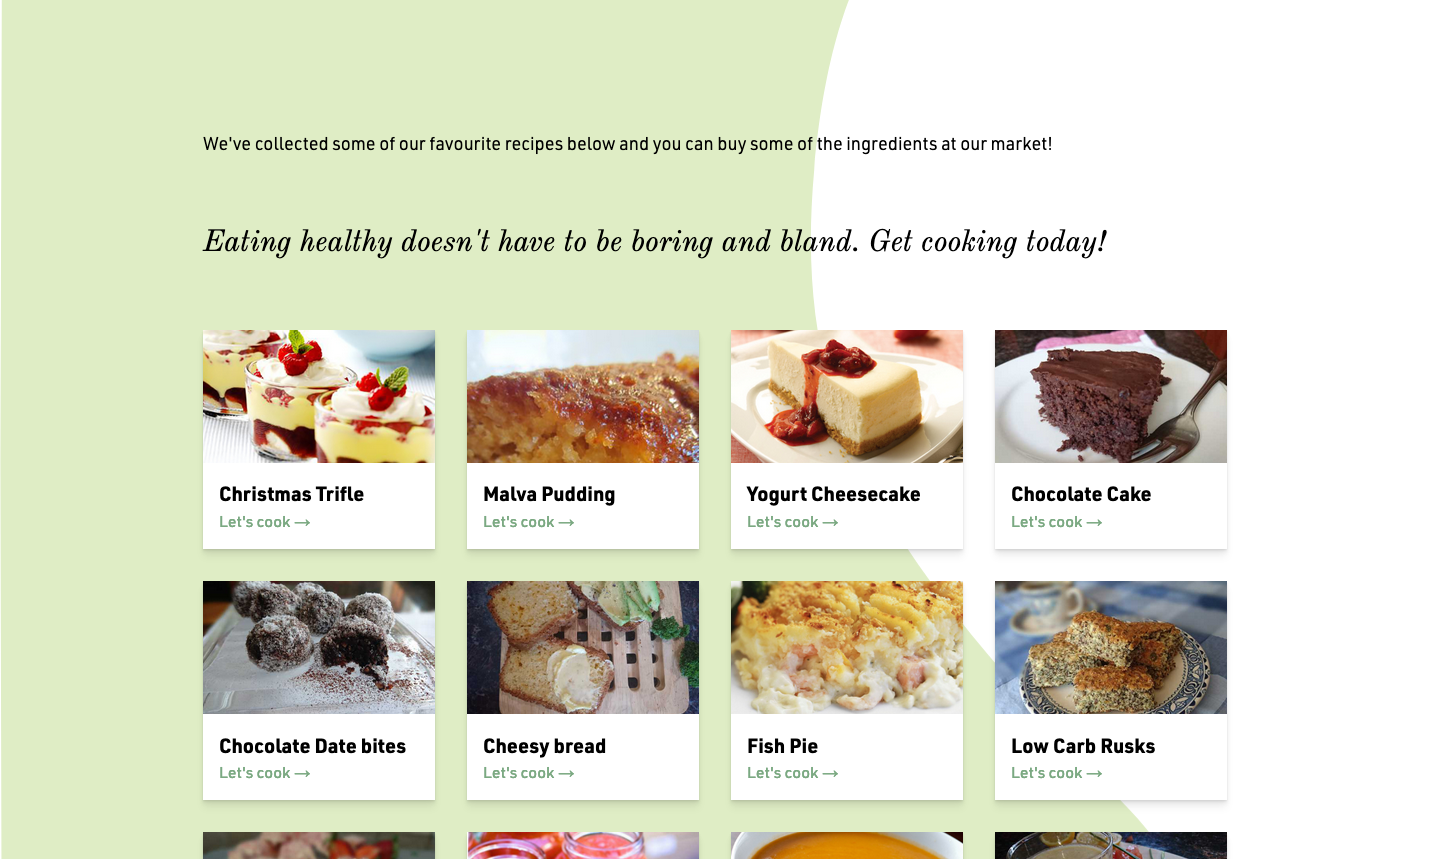 We've collected some of our favourite recipes below and you can buy some of the ingredients at our market!
Eating healthy doesn't have to be boring and bland. Get cooking today!
Christmas Trifle
Let's cook →
Malva Pudding
Let's cook →
Yogurt Cheesecake
Let's cook →
Chocolate Cake
Let's cook →
Chocolate Date bites
Let's cook →
Cheesy bread
Let's cook →
Fish Pie
Let's cook →
Low Carb Rusks
Let's cook →